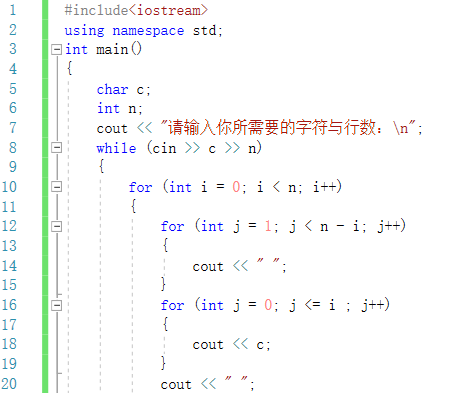 1 #include<iostream>
2 using namespace std;
3 int main()
4 {
5 char c;
6 int n;
7 cout << "请输入你所需要的字符与行数：\n";
8 while (cin >> c >> n)
9 {
10 for (int i = 0; i < n; i++)
11 {
12 for (int j = 1; j < n - i; j++)
13 {
14 cout << " ";
15 }
16 for (int j = 0; j <= i ; j++)
17 {
18 cout << c;
19 }
20 cout << " ";